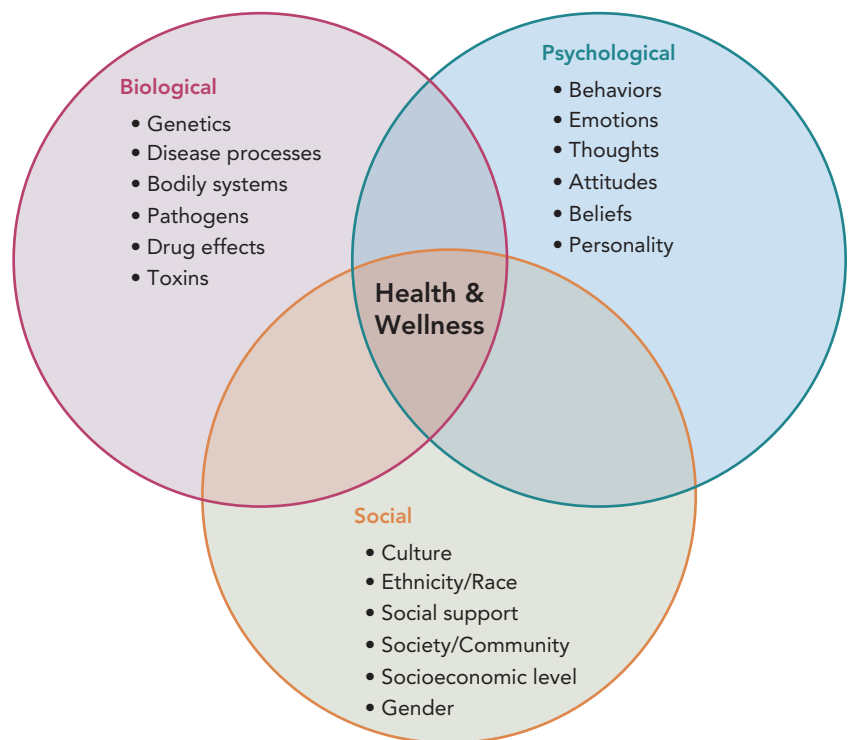 Biological
• Genetics
• Disease processes
• Bodily systems
• Pathogens
• Drug effects
• Toxins
Psychological
• Behaviors
• Emotions
• Thoughts
• Attitudes
• Beliefs
• Personality
Health &
Wellness
Social
• Culture
• Ethnicity/Race
• Social support
• Society/Community
• Socioeconomic level
• Gender